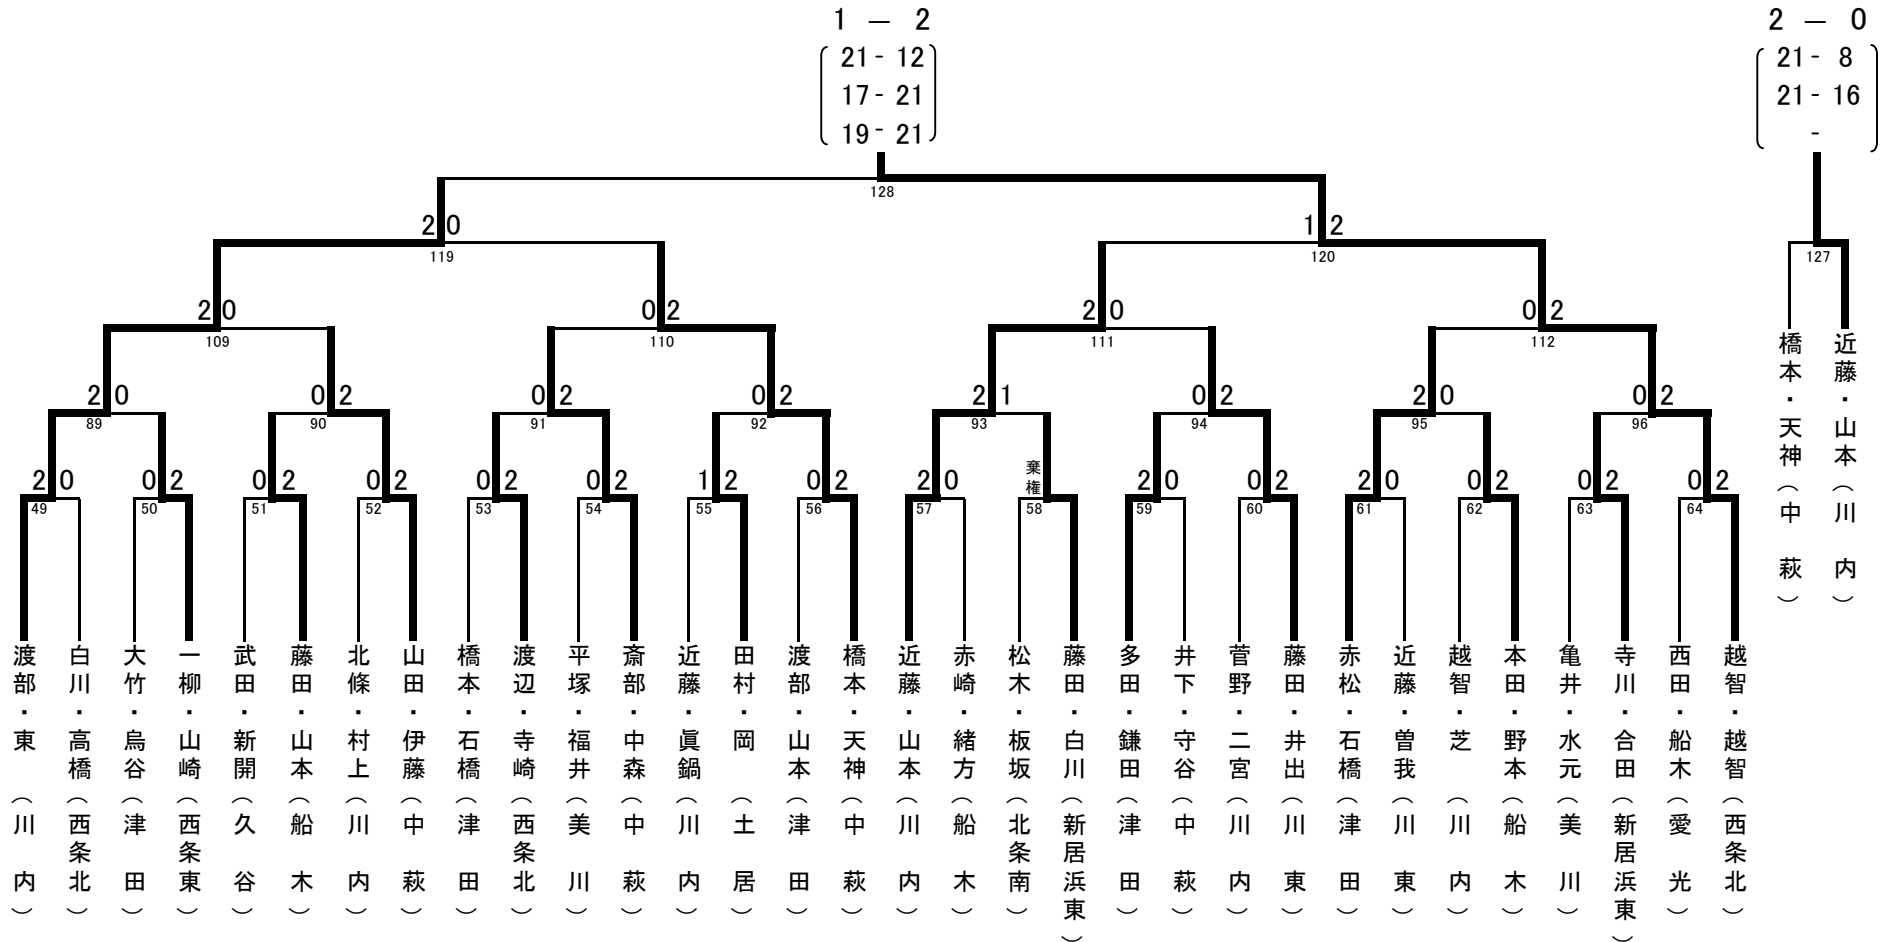 1 — 2
21 - 12
17 - 21
19 - 21
2 — 0
21 - 8
21 - 16
-
128
2 0
119
1 2
120
127
2 0
109
0 2
110
2 0
111
0 2
112
2 0
89
0 2
90
0 2
91
0 2
92
2 1
93
0 2
94
2 0
95
0 2
96
2 0
49
0 2
50
0 2
51
0 2
52
0 2
53
0 2
54
1 2
55
0 2
56
2 0
57
棄権
58
2 0
59
0 2
60
2 0
61
0 2
62
0 2
63
0 2
64
橋本・天神（中　萩）
近藤・山本（川　内）
渡部・東　（川　内）
白川・高橋（西条北）
大竹・烏谷（津　田）
一柳・山崎（西条東）
武田・新開（久　谷）
藤田・山本（船　木）
北條・村上（川　内）
山田・伊藤（中　萩）
橋本・石橋（津　田）
渡辺・寺崎（西条北）
平塚・福井（美　川）
斎部・中森（中　萩）
近藤・眞鍋（川　内）
田村・岡　（土　居）
渡部・山本（津　田）
橋本・天神（中　萩）
近藤・山本（川　内）
赤崎・緒方（船　木）
松木・板坂（北条南）
藤田・白川（新居浜東）
多田・鎌田（津　田）
井下・守谷（中　萩）
菅野・二宮（川　内）
藤田・井出（川　東）
赤松・石橋（津　田）
近藤・曽我（川　東）
越智・芝　（川　内）
本田・野本（船　木）
亀井・水元（美　川）
寺川・合田（新居浜東）
西田・船木（愛　光）
越智・越智（西条北）